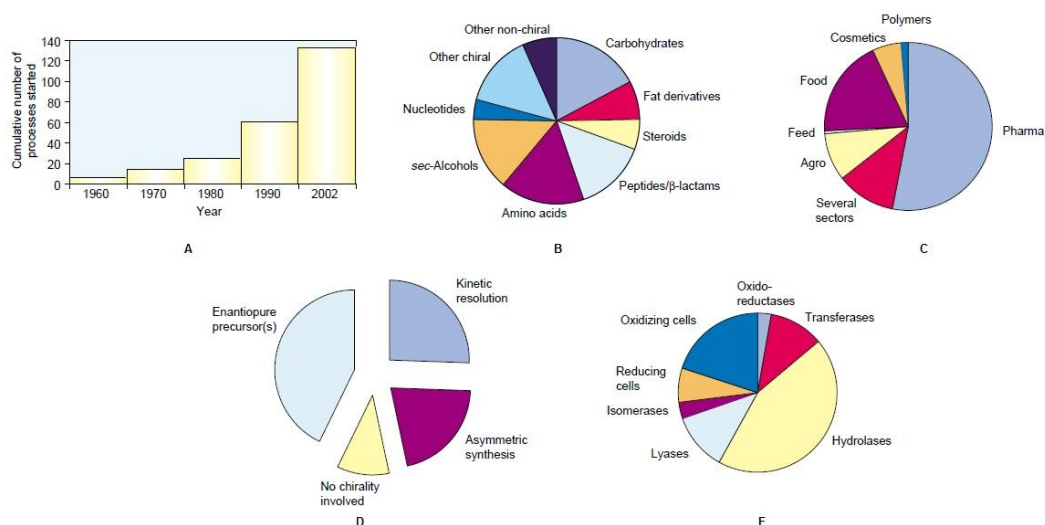 Cumulative number of
processes started
140
120
100
80
60
40
20
0
1960
1970
1980
1990
2002
Year
A
Other non-chiral
Carbohydrates
Other chiral
Fat derivatives
Nucleotides
Steroids
sec-Alcohols
Peptides/β-lactams
Amino acids
B
Polymers
Cosmetics
Food
Pharma
Feed
Agro
Several
sectors
C
Kinetic
resolution
Enantiopure
precursor(s)
Asymmetric
synthesis
No chirality
involved
D
Oxido-
reductases
Oxidizing cells
Transferases
Reducing
cells
Isomerases
Hydrolases
Lyases
E